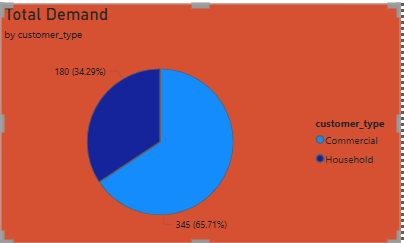 Total Demand
by customer_type
180 (34.29%)
customer_type
Commercial
Household
345 (65.71%)